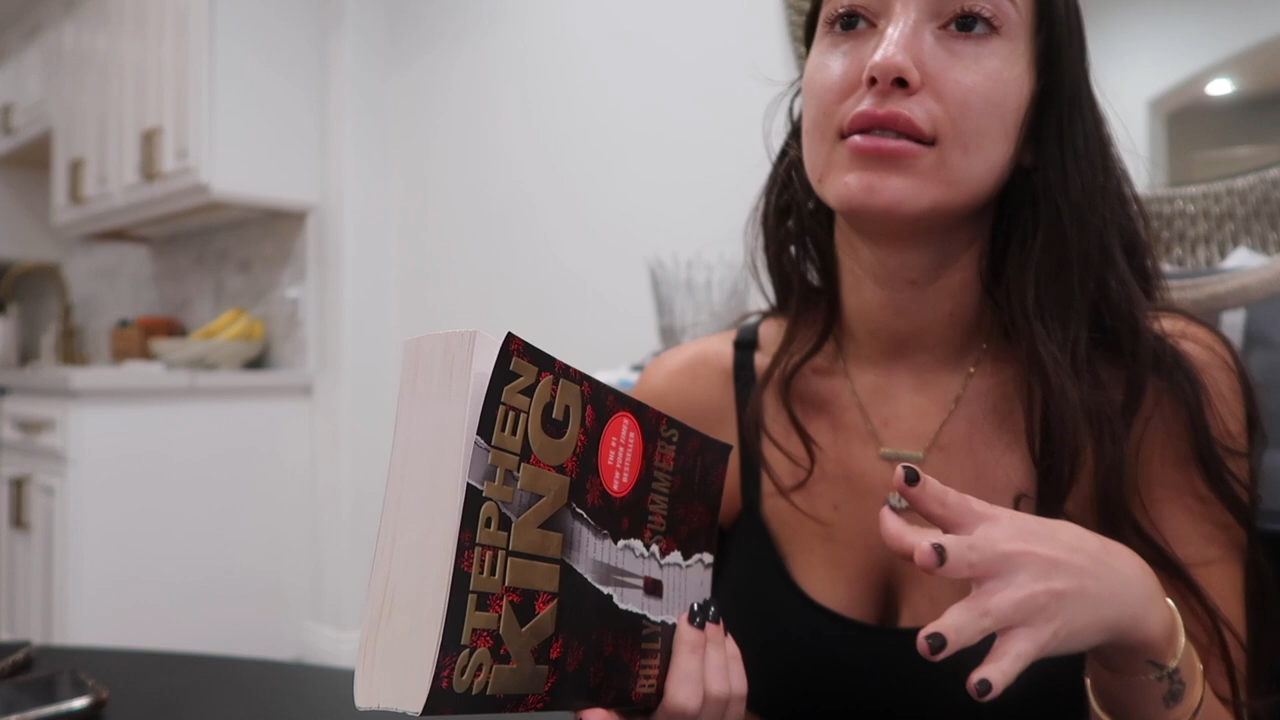 STEPHEN
KING
THE #1
NEW YORK TIMES
BESTSELLER
BILLY SUMMERS